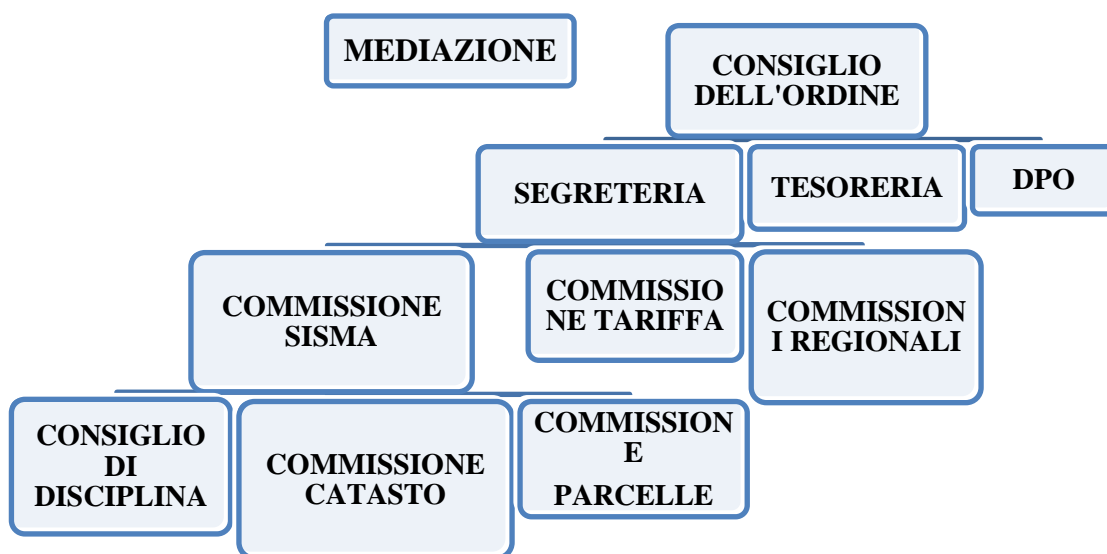 MEDIAZIONE
CONSIGLIO
DELL'ORDINE
SEGRETERIA
TESORERIA
DPO
COMMISSIONE
SISMA
COMMISSIO
NE TARIFFA
COMMISSION
I REGIONALI
CONSIGLIO
DI
DISCIPLINA
COMMISSIONE
CATASTO
COMMISSION
E
PARCELLE